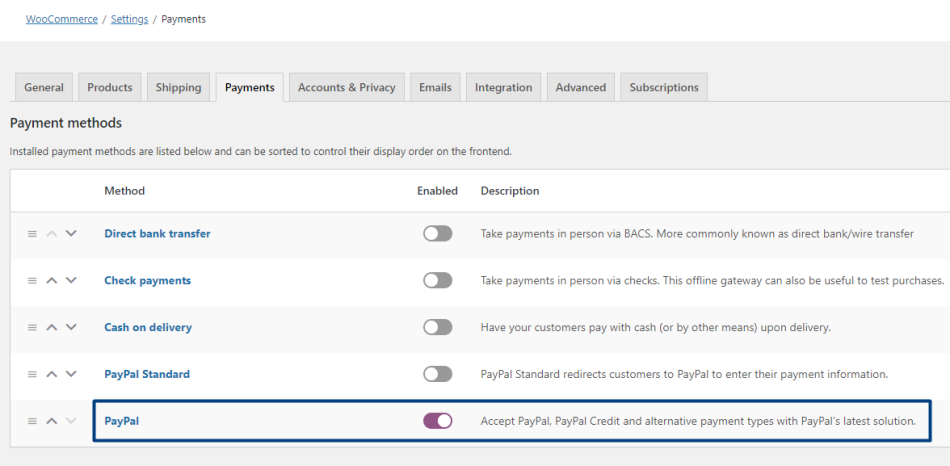 WooCommerce / Settings / Payments
General Products Shipping Payments Accounts & Privacy Emails Integration Advanced Subscriptions
Payment methods
Installed payment methods are listed below and can be sorted to control their display order on the frontend.
Method Enabled Description
Direct bank transfer Take payments in person via BACS. More commonly known as direct bank/wire transfer
Check payments Take payments in person via checks. This offline gateway can also be useful to test purchases.
Cash on delivery Have your customers pay with cash (or by other means) upon delivery.
PayPal Standard PayPal Standard redirects customers to PayPal to enter their payment information.
PayPal Accept PayPal, PayPal Credit and alternative payment types with PayPal's latest solution.